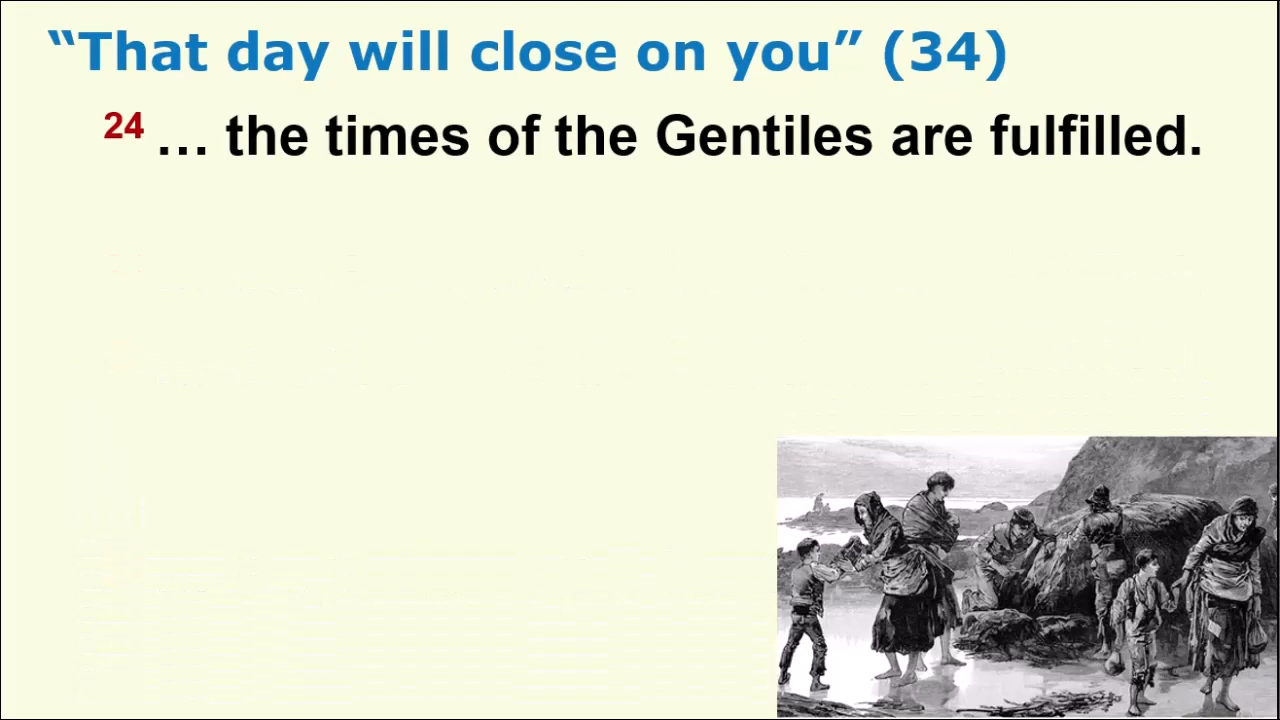 “That day will close on you” (34)
24 … the times of the Gentiles are fulfilled.